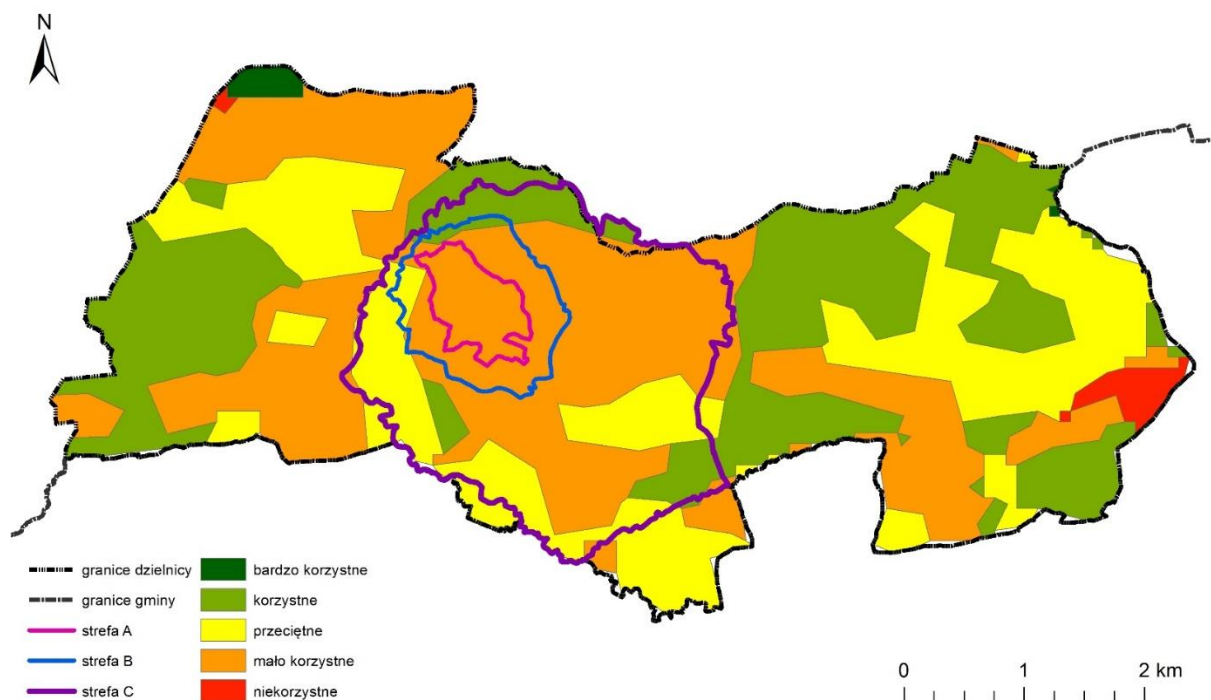 N
granice dzielnicy
granice gminy
strefa A
strefa B
strefa C
bardzo korzystne
korzystne
przeciętne
mało korzystne
niekorzystne
0 1 2 km